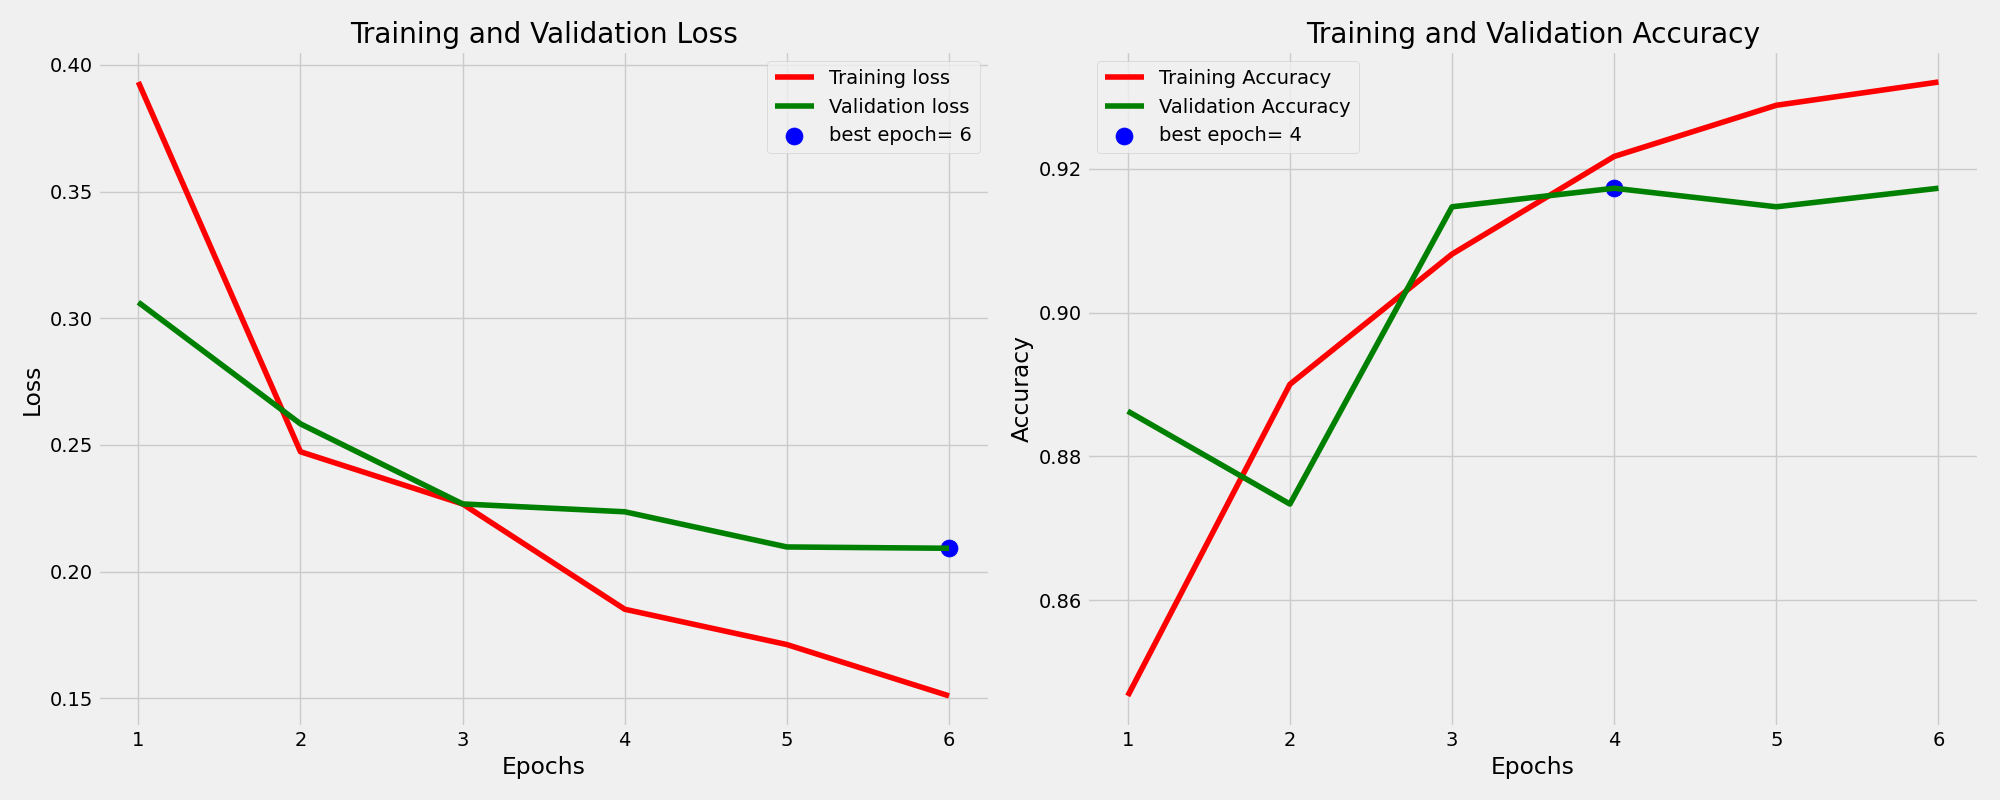 Training and Validation Loss
0.40
0.35
0.30
0.25
0.20
0.15
Loss
Training loss
Validation loss
best epoch= 6
1 2 3 4 5 6
Epochs
Training and Validation Accuracy
0.92
0.90
0.88
0.86
Accuracy
Training Accuracy
Validation Accuracy
best epoch= 4
1 2 3 4 5 6
Epochs